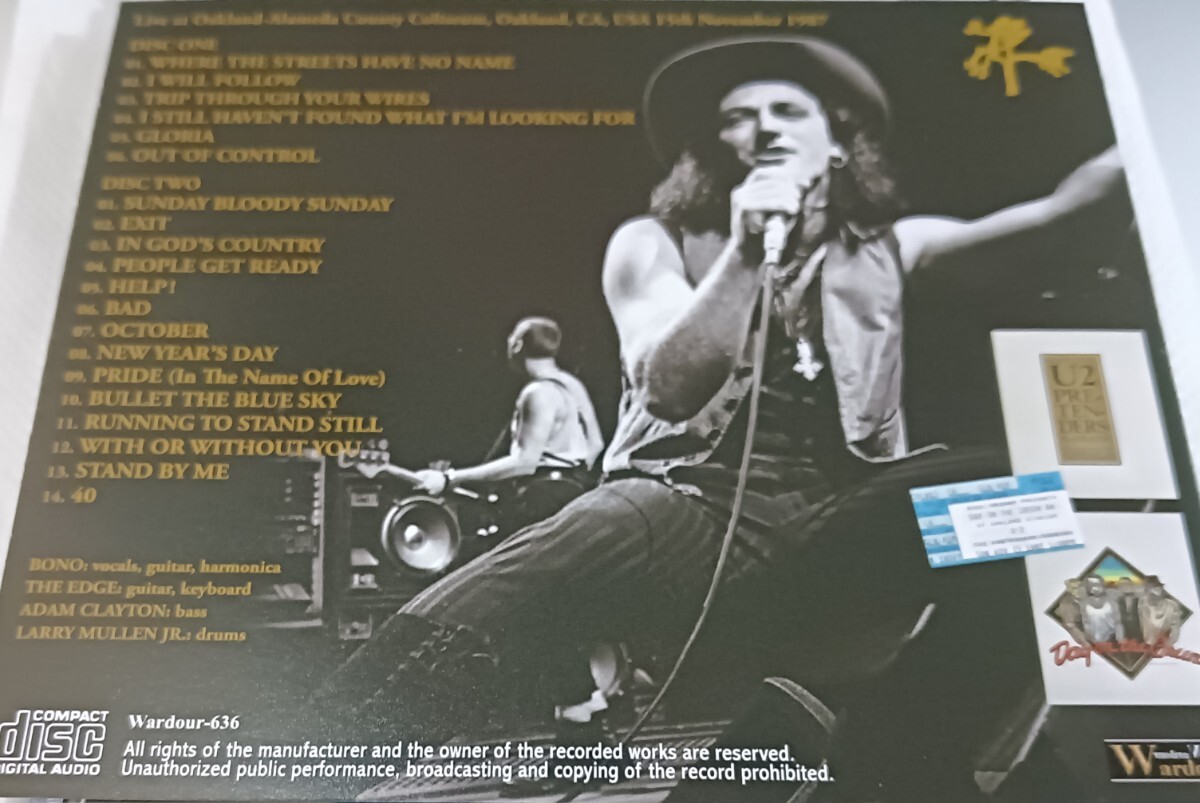 Live at Oakland-Alameda County Coliseum, Oakland, CA, USA 15th November 1987
DISC ONE
01. WHERE THE STREETS HAVE NO NAME
02. I WILL FOLLOW
03. TRIP THROUGH YOUR WIRES
04. I STILL HAVEN'T FOUND WHAT I'M LOOKING FOR
05. GLORIA
06. OUT OF CONTROL
DISC TWO
01. SUNDAY BLOODY SUNDAY
02. EXIT
03. IN GOD'S COUNTRY
04. PEOPLE GET READY
05. HELP!
06. BAD
07. OCTOBER
08. NEW YEAR'S DAY
09. PRIDE (In The Name Of Love)
10. BULLET THE BLUE SKY
11. RUNNING TO STAND STILL
12. WITH OR WITHOUT YOU
13. STAND BY ME
14. 40
BONO: vocals, guitar, harmonica
THE EDGE: guitar, keyboard
ADAM CLAYTON: bass
LARRY MULLEN JR.: drums
U2
PRE-
TEN-
DERS
Day on the Green
COMPACT
disc
DIGITAL AUDIO
Wardour-636
All rights of the manufacturer and the owner of the recorded works are reserved.
Unauthorized public performance, broadcasting and copying of the record prohibited.